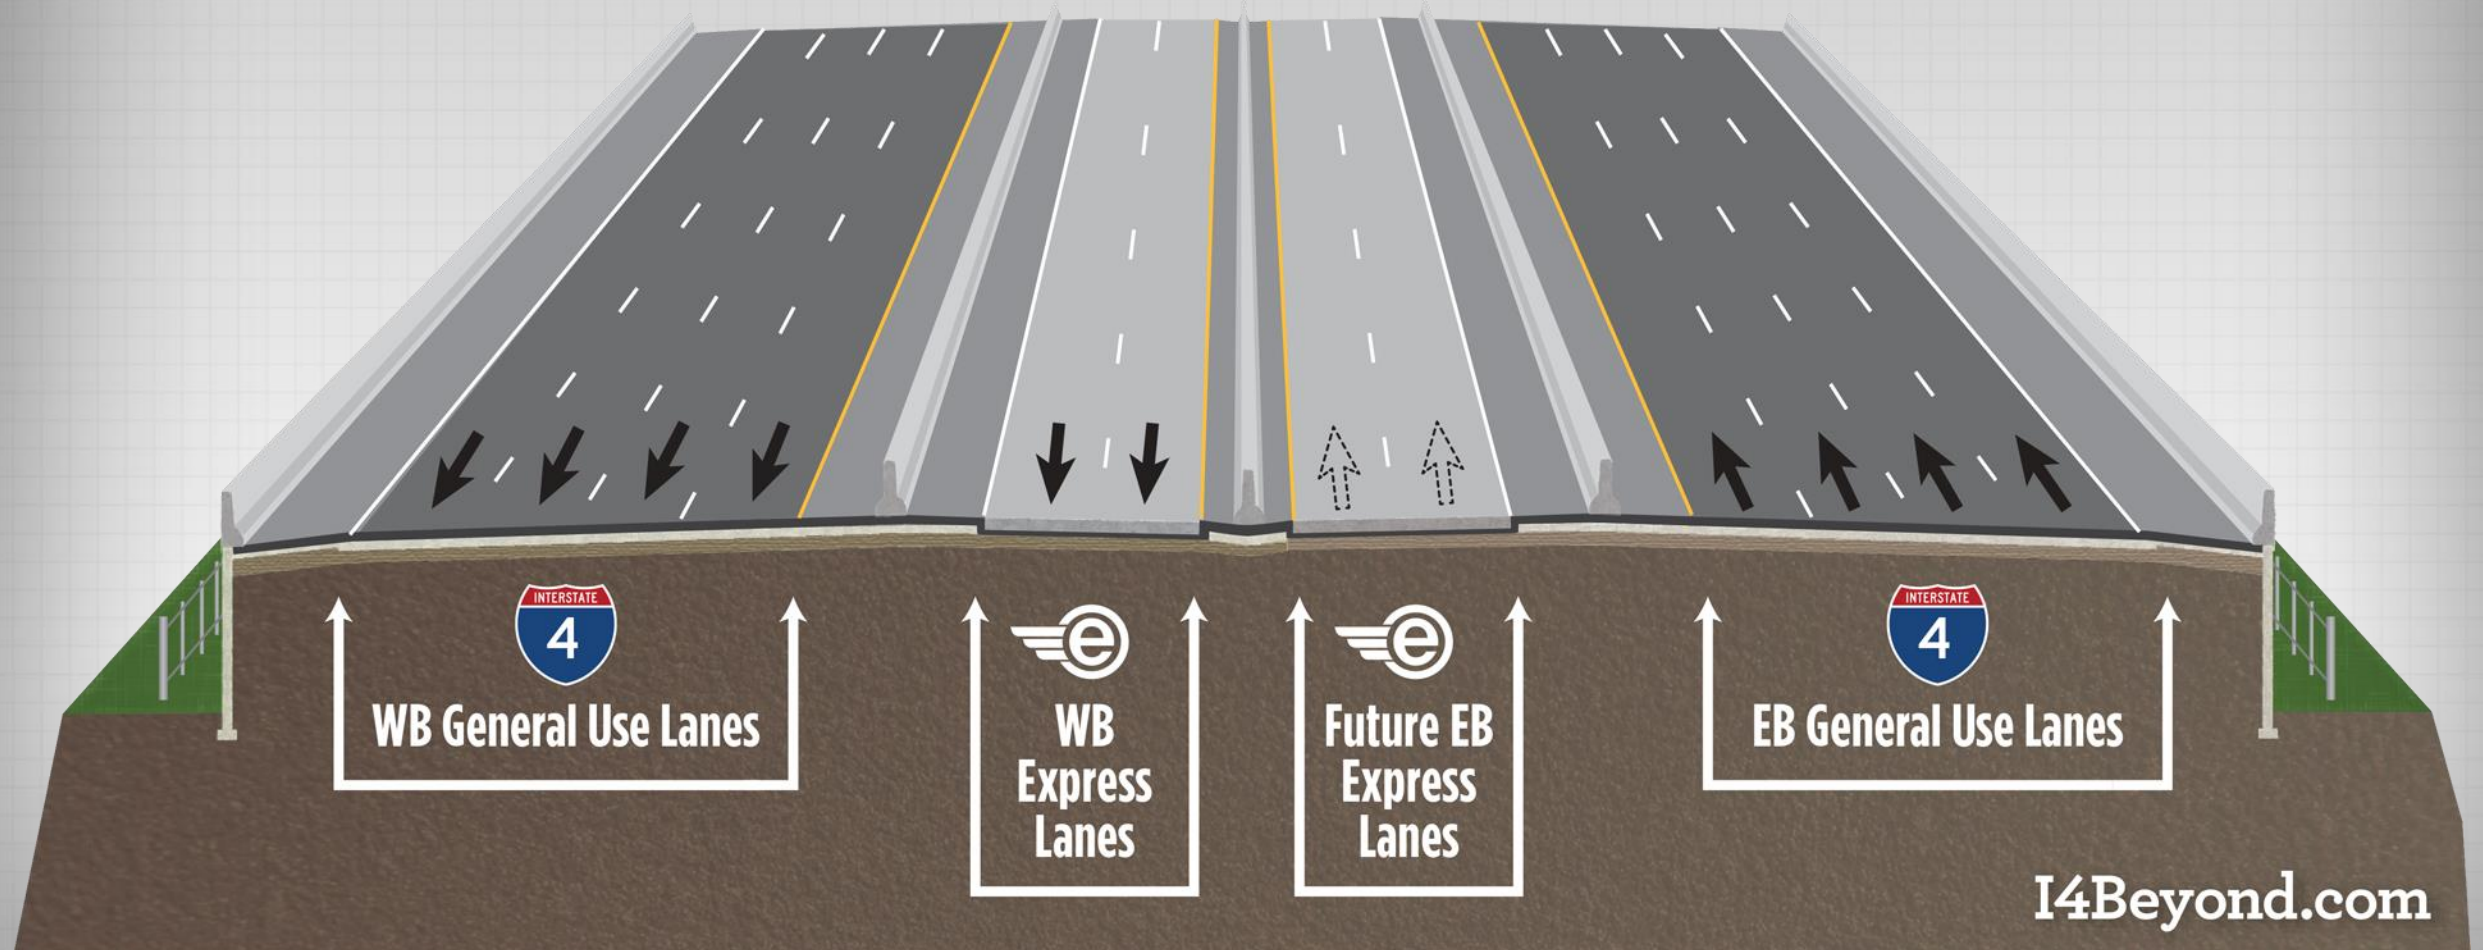 INTERSTATE
4
WB General Use Lanes
e
WB
Express
Lanes
e
Future EB
Express
Lanes
INTERSTATE
4
EB General Use Lanes
I4Beyond.com